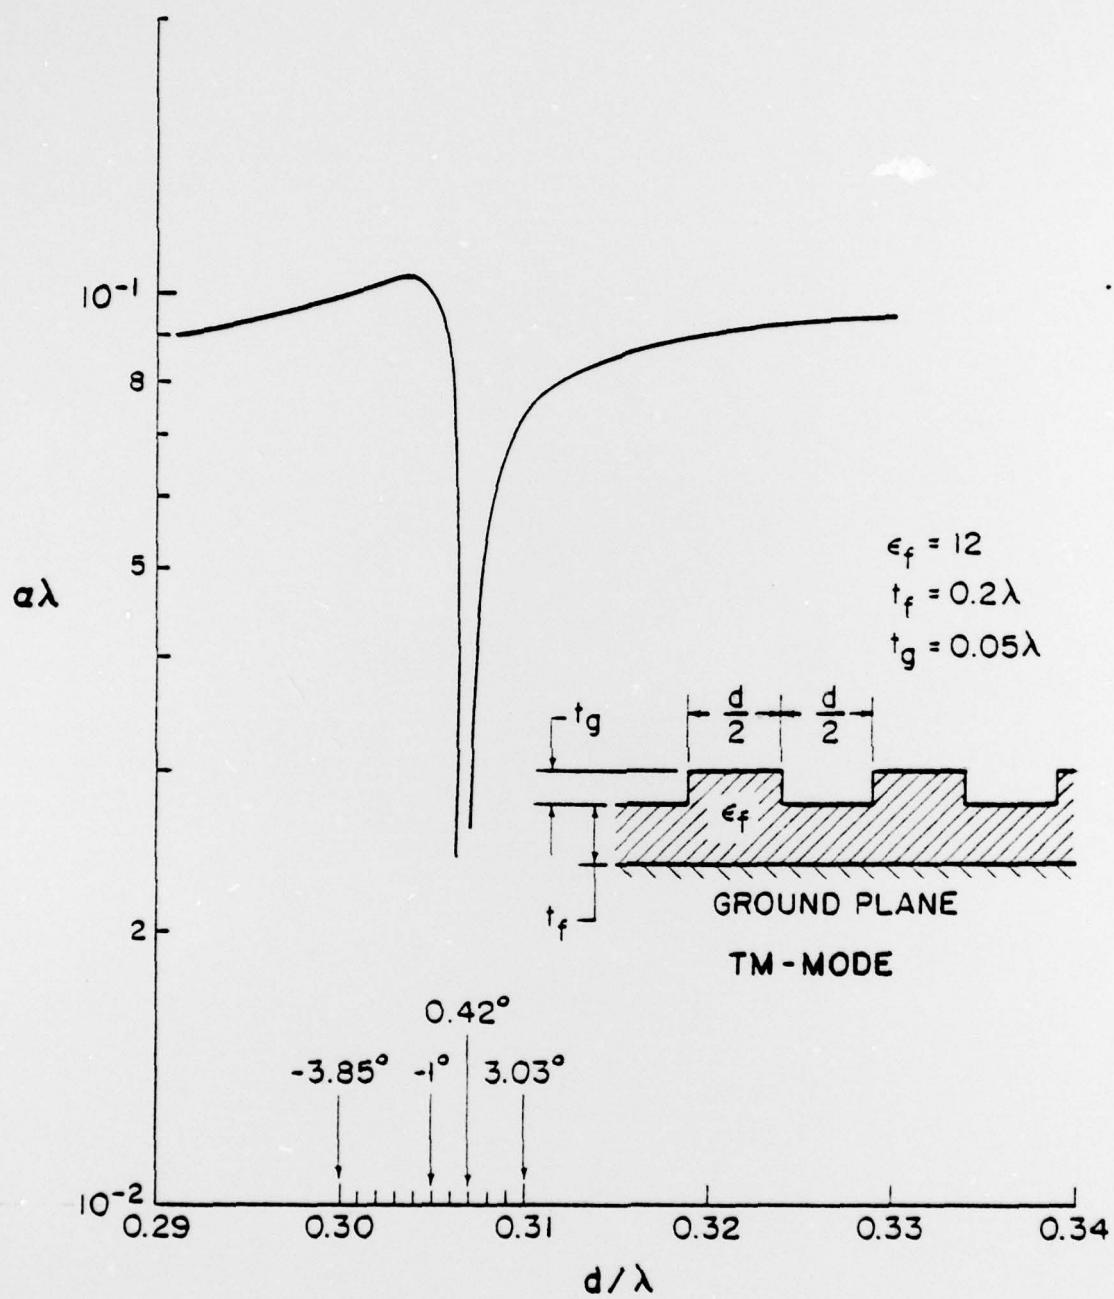 10⁻¹
8
5
αλ
2
10⁻²
ϵf = 12
tf = 0.2λ
tg = 0.05λ
tg
d/2
d/2
ϵf
tf
GROUND PLANE
TM-MODE
0.42°
-3.85° -1° 3.03°
0.29 0.30 0.31 0.32 0.33 0.34
d/λ